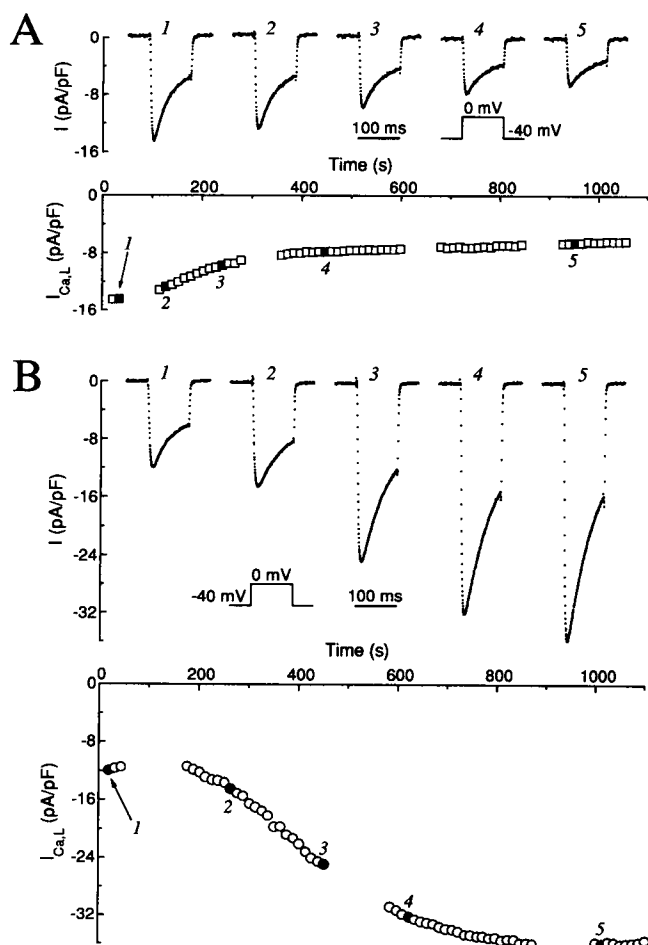 A
1 2 3 4 5
0
-8
-16
I (pA/pF)
100 ms
0 mV
-40 mV
Time (s)
0 200 400 600 800 1000
0
-8
-16
I_Ca,L (pA/pF)
1
2
3
4
5
B
1 2 3 4 5
0
-8
-16
-24
-32
I (pA/pF)
0 mV
-40 mV
100 ms
Time (s)
0 200 400 600 800 1000
0
-8
-16
-24
-32
I_Ca,L (pA/pF)
1
2
3
4
5